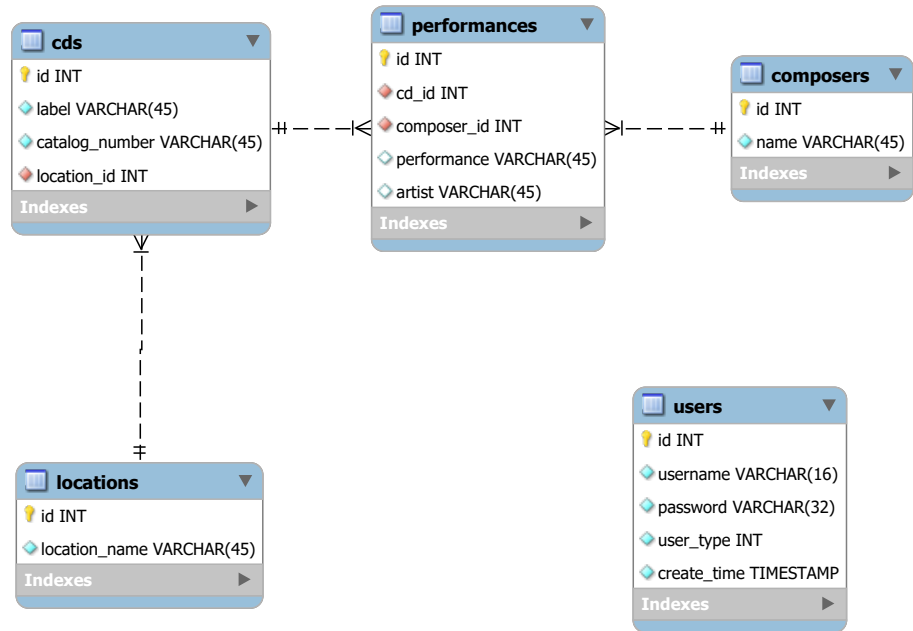 cds
id INT
label VARCHAR(45)
catalog_number VARCHAR(45)
location_id INT
Indexes
performances
id INT
cd_id INT
composer_id INT
performance VARCHAR(45)
artist VARCHAR(45)
Indexes
composers
id INT
name VARCHAR(45)
Indexes
locations
id INT
location_name VARCHAR(45)
Indexes
users
id INT
username VARCHAR(16)
password VARCHAR(32)
user_type INT
create_time TIMESTAMP
Indexes